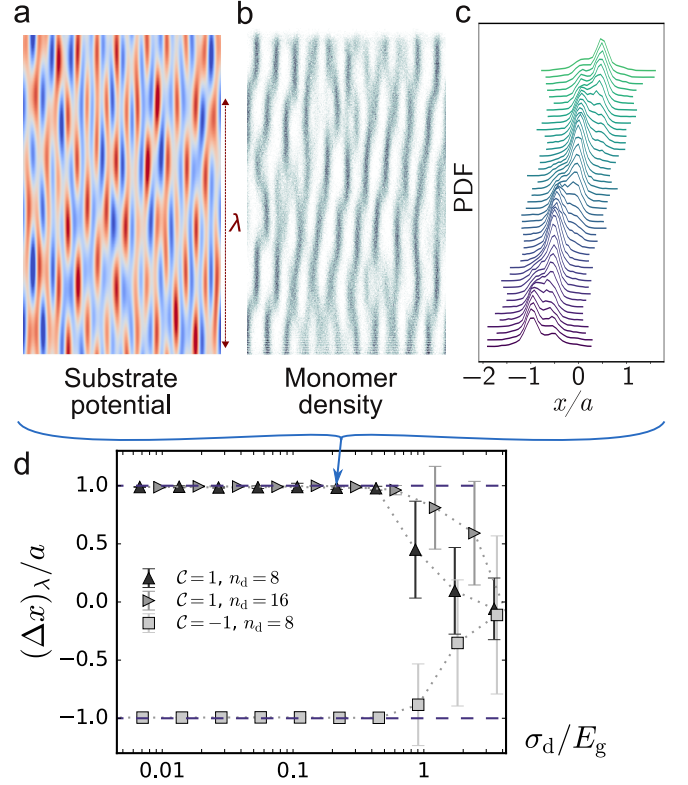 a
b
c
λ
PDF
−2 −1 0 1
x/a
Substrate
potential
Monomer
density
d
1.0
0.5
0.0
−0.5
−1.0
(Δx)λ/a
C=1, nd=8
C=1, nd=16
C=−1, nd=8
0.01 0.1 1
σd/Eg